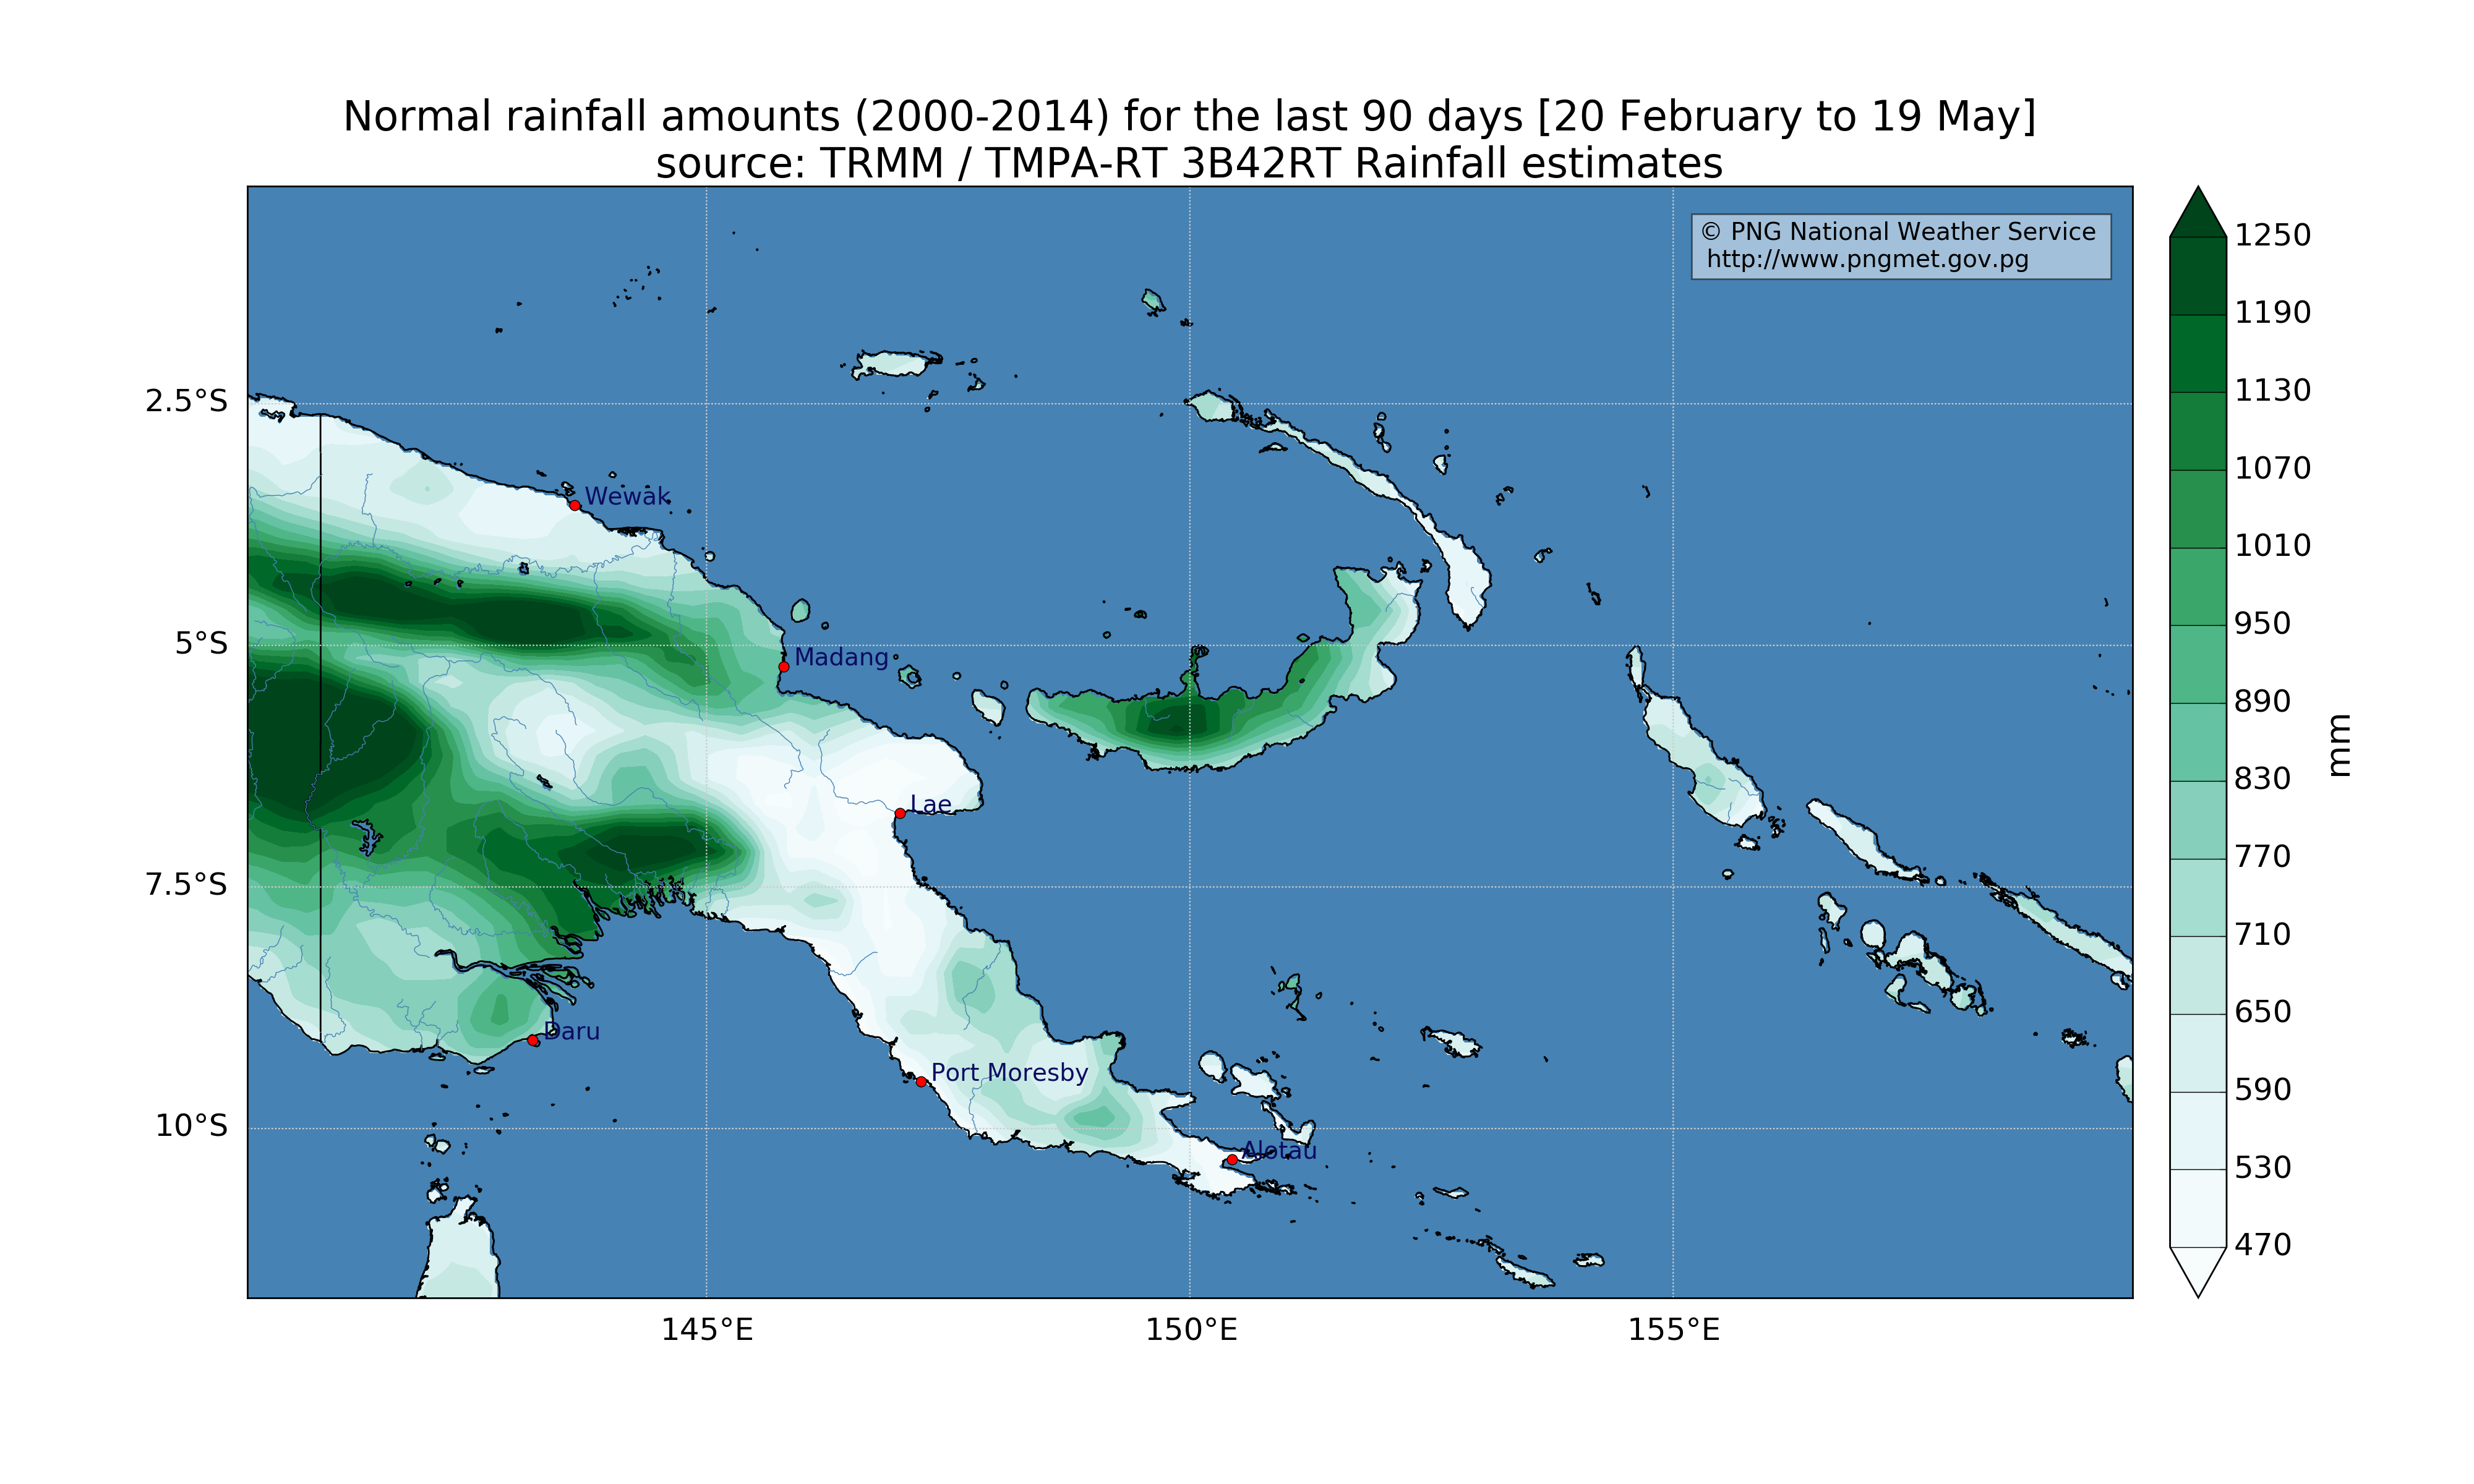 Normal rainfall amounts (2000-2014) for the last 90 days [20 February to 19 May]
source: TRMM / TMPA-RT 3B42RT Rainfall estimates
© PNG National Weather Service
http://www.pngmet.gov.pg
1250
1190
1130
1070
1010
950
890
830
770
710
650
590
530
470
mm
2.5°S
5°S
7.5°S
10°S
Wewak
Madang
Lae
Daru
Port Moresby
Alotau
145°E
150°E
155°E